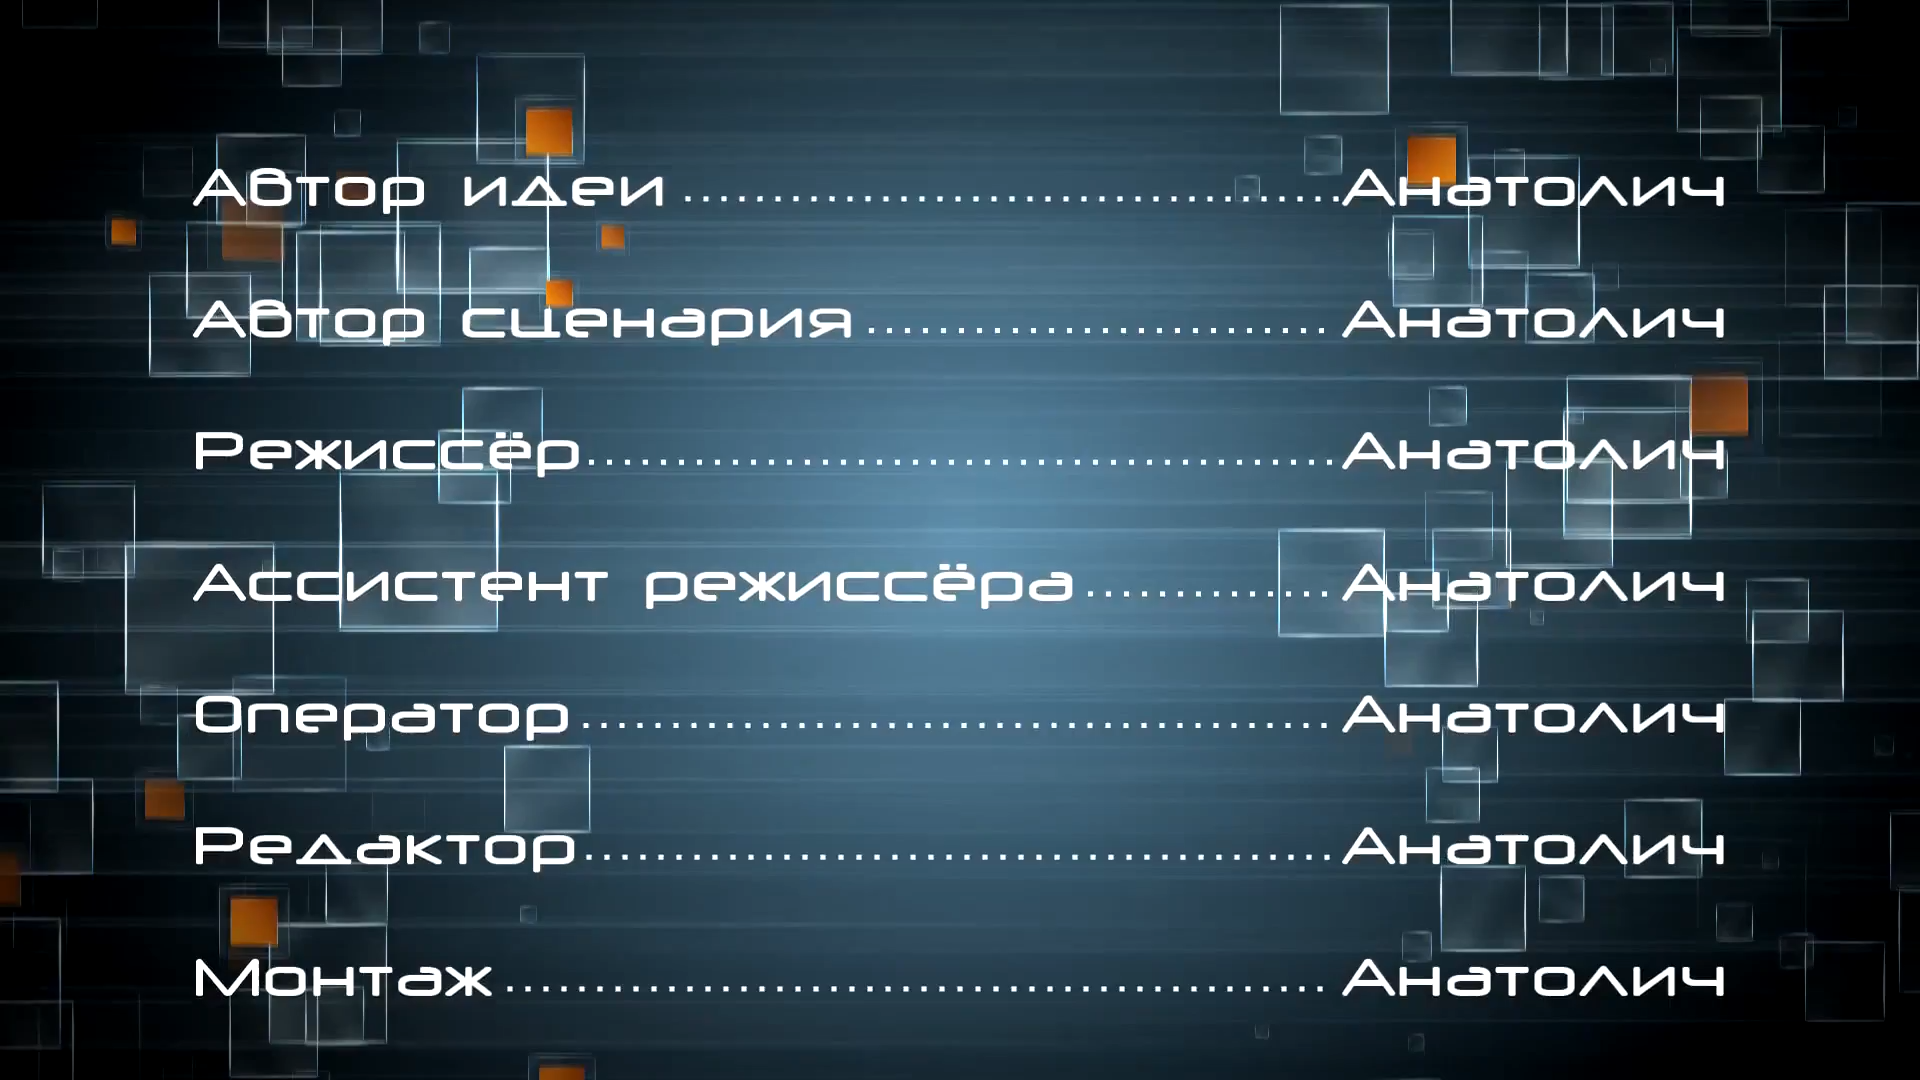 Автор идеи ............................................Анатолич
Автор сценария ...............................Анатолич
Режиссёр..................................................Анатолич
Ассистент режиссёра .................Анатолич
Оператор ..................................................Анатолич
Редактор..................................................Анатолич
Монтаж .......................................................Анатолич